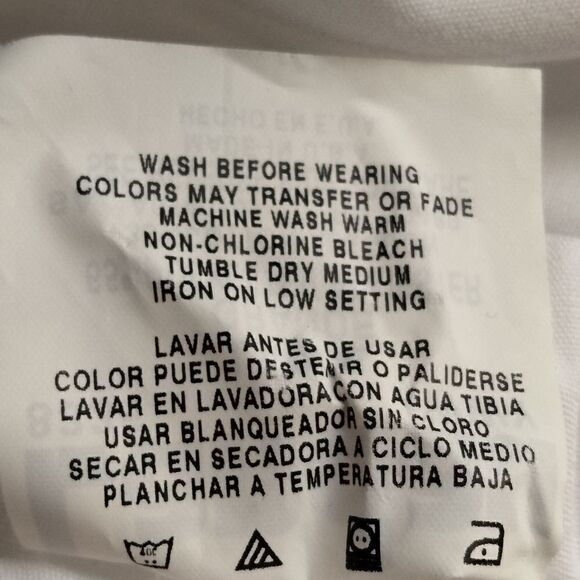 WASH BEFORE WEARING
COLORS MAY TRANSFER OR FADE
MACHINE WASH WARM
NON-CHLORINE BLEACH
TUMBLE DRY MEDIUM
IRON ON LOW SETTING
LAVAR ANTES DE USAR
COLOR PUEDE DESTENIR O PALIDERSE
LAVAR EN LAVADORA CON AGUA TIBIA
USAR BLANQUEADOR SIN CLORO
SECAR EN SECADORA A CICLO MEDIO
PLANCHAR A TEMPERATURA BAJA